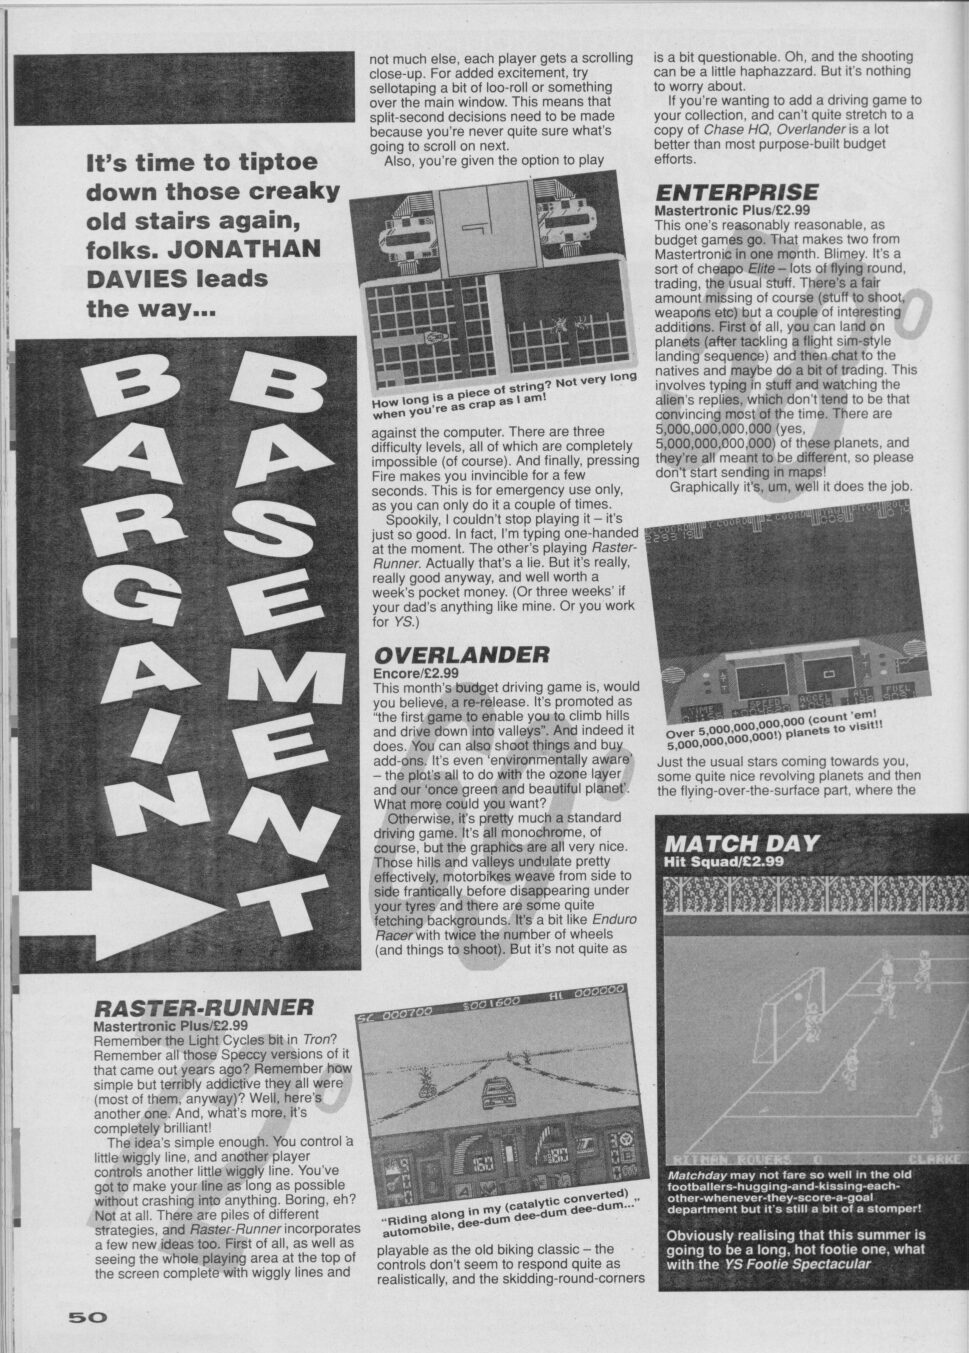 It's time to tiptoe
down those creaky
old stairs again,
folks. JONATHAN
DAVIES leads
the way...
BARGAIN
BASEMENT
RASTER-RUNNER
Mastertronic Plus/£2.99
Remember the Light Cycles bit in Tron?
Remember all those Speccy versions of it
that came out years ago? Remember how
simple but terribly addictive they all were
(most of them, anyway)? Well, here's
another one. And, what's more, it's
completely brilliant!
The idea's simple enough. You control a
little wiggly line, and another player
controls another little wiggly line. You've
got to make your line as long as possible
without crashing into anything. Boring, eh?
Not at all. There are piles of different
strategies, and Raster-Runner incorporates
a few new ideas too. First of all, as well as
seeing the whole playing area at the top of
the screen complete with wiggly lines and
50
not much else, each player gets a scrolling
close-up. For added excitement, try
sellotaping a bit of loo-roll or something
over the main window. This means that
split-second decisions need to be made
because you're never quite sure what's
going to scroll on next.
Also, you're given the option to play
How long is a piece of string? Not very long
when you're as crap as I am!
against the computer. There are three
difficulty levels, all of which are completely
impossible (of course). And finally, pressing
Fire makes you invincible for a few
seconds. This is for emergency use only,
as you can only do it a couple of times.
Spookily, I couldn't stop playing it – it's
just so good. In fact, I'm typing one-handed
at the moment. The other's playing Raster-
Runner. Actually that's a lie. But it's really,
really good anyway, and well worth a
week's pocket money. (Or three weeks' if
your dad's anything like mine. Or you work
for YS.)
OVERLANDER
Encore/£2.99
This month's budget driving game is, would
you believe, a re-release. It's promoted as
"the first game to enable you to climb hills
and drive down into valleys". And indeed it
does. You can also shoot things and buy
add-ons. It's even 'environmentally aware'
– the plot's all to do with the ozone layer
and our 'once green and beautiful planet'.
What more could you want?
Otherwise, it's pretty much a standard
driving game. It's all monochrome, of
course, but the graphics are all very nice.
Those hills and valleys undulate pretty
effectively, motorbikes weave from side to
side frantically before disappearing under
your tyres and there are some quite
fetching backgrounds. It's a bit like Enduro
Racer with twice the number of wheels
(and things to shoot). But it's not quite as
SC 000700 $001600 HI 000000
160 160
"Riding along in my (catalytic converted)
automobile, dee-dum dee-dum dee-dum..."
playable as the old biking classic – the
controls don't seem to respond quite as
realistically, and the skidding-round-corners
is a bit questionable. Oh, and the shooting
can be a little haphazzard. But it's nothing
to worry about.
If you're wanting to add a driving game to
your collection, and can't quite stretch to a
copy of Chase HQ, Overlander is a lot
better than most purpose-built budget
efforts.
ENTERPRISE
Mastertronic Plus/£2.99
This one's reasonably reasonable, as
budget games go. That makes two from
Mastertronic in one month. Blimey. It's a
sort of cheapo Elite – lots of flying round,
trading, the usual stuff. There's a fair
amount missing of course (stuff to shoot,
weapons etc) but a couple of interesting
additions. First of all, you can land on
planets (after tackling a flight sim-style
landing sequence) and then chat to the
natives and maybe do a bit of trading. This
involves typing in stuff and watching the
alien's replies, which don't tend to be that
convincing most of the time. There are
5,000,000,000,000 (yes,
5,000,000,000,000) of these planets, and
they're all meant to be different, so please
don't start sending in maps!
Graphically it's, um, well it does the job.
TIME SPEED ACCEL ALT FUEL
Over 5,000,000,000,000 (count 'em!
5,000,000,000,000!) planets to visit!!
Just the usual stars coming towards you,
some quite nice revolving planets and then
the flying-over-the-surface part, where the
MATCH DAY
Hit Squad/£2.99
RITMAN ROVERS 0 CLARKE
Matchday may not fare so well in the old
footballers-hugging-and-kissing-each-
other-whenever-they-score-a-goal
department but it's still a bit of a stomper!
Obviously realising that this summer is
going to be a long, hot footie one, what
with the YS Footie Spectacular